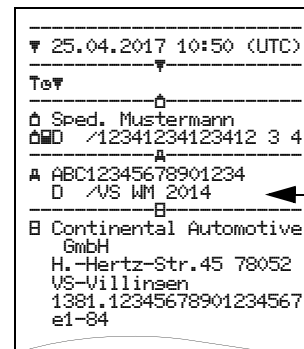 ▼ 25.04.2017 10:50 (UTC)
T⊙▼
Sped. Mustermann
D /12341234123412 3 4
ABC12345678901234
D /VS WM 2014
Continental Automotive
GmbH
H.-Hertz-Str.45 78052
VS-Villingen
1381.12345678901234567
e1-84